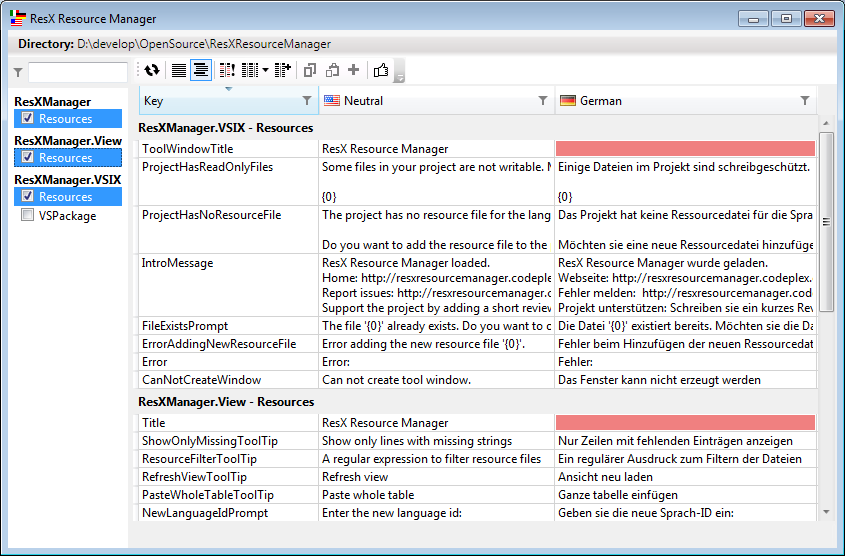 ResX Resource Manager
Directory: D:\develop\OpenSource\ResXResourceManager
ResXManager
Resources
ResXManager.View
Resources
ResXManager.VSIX
Resources
VSPackage
Key Neutral German
ResXManager.VSIX - Resources
ToolWindowTitle ResX Resource Manager
ProjectHasReadOnlyFiles Some files in your project are not writable. Einige Dateien im Projekt sind schreibgeschützt.
{0} {0}
ProjectHasNoResourceFile The project has no resource file for the lang Das Projekt hat keine Ressourcedatei für die Spra
Do you want to add the resource file to the Möchten sie eine neue Ressourcedatei hinzufüge
IntroMessage ResX Resource Manager loaded. ResX Resource Manager wurde geladen.
Home: http://resxresourcemanager.codeplex. Webseite: http://resxresourcemanager.codeplex.
Report issues: http://resxresourcemanager.co Fehler melden: http://resxresourcemanager.cod
Support the project by adding a short review Projekt unterstützen: Schreiben sie ein kurzes Rev
FileExistsPrompt The file '{0}' already exists. Do you want to o Die Datei '{0}' existiert bereits. Möchten sie die Da
ErrorAddingNewResourceFile Error adding the new resource file '{0}'. Fehler beim Hinzufügen der neuen Ressourcedat
Error Error: Fehler:
CanNotCreateWindow Can not create tool window. Das Fenster kann nicht erzeugt werden
ResXManager.View - Resources
Title ResX Resource Manager
ShowOnlyMissingToolTip Show only lines with missing strings Nur Zeilen mit fehlenden Einträgen anzeigen
ResourceFilterToolTip A regular expression to filter resource files Ein regulärer Ausdruck zum Filtern der Dateien
RefreshViewToolTip Refresh view Ansicht neu laden
PasteWholeTableToolTip Paste whole table Ganze tabelle einfügen
NewLanguageIdPrompt Enter the new language id: Geben sie die neue Sprach-ID ein: